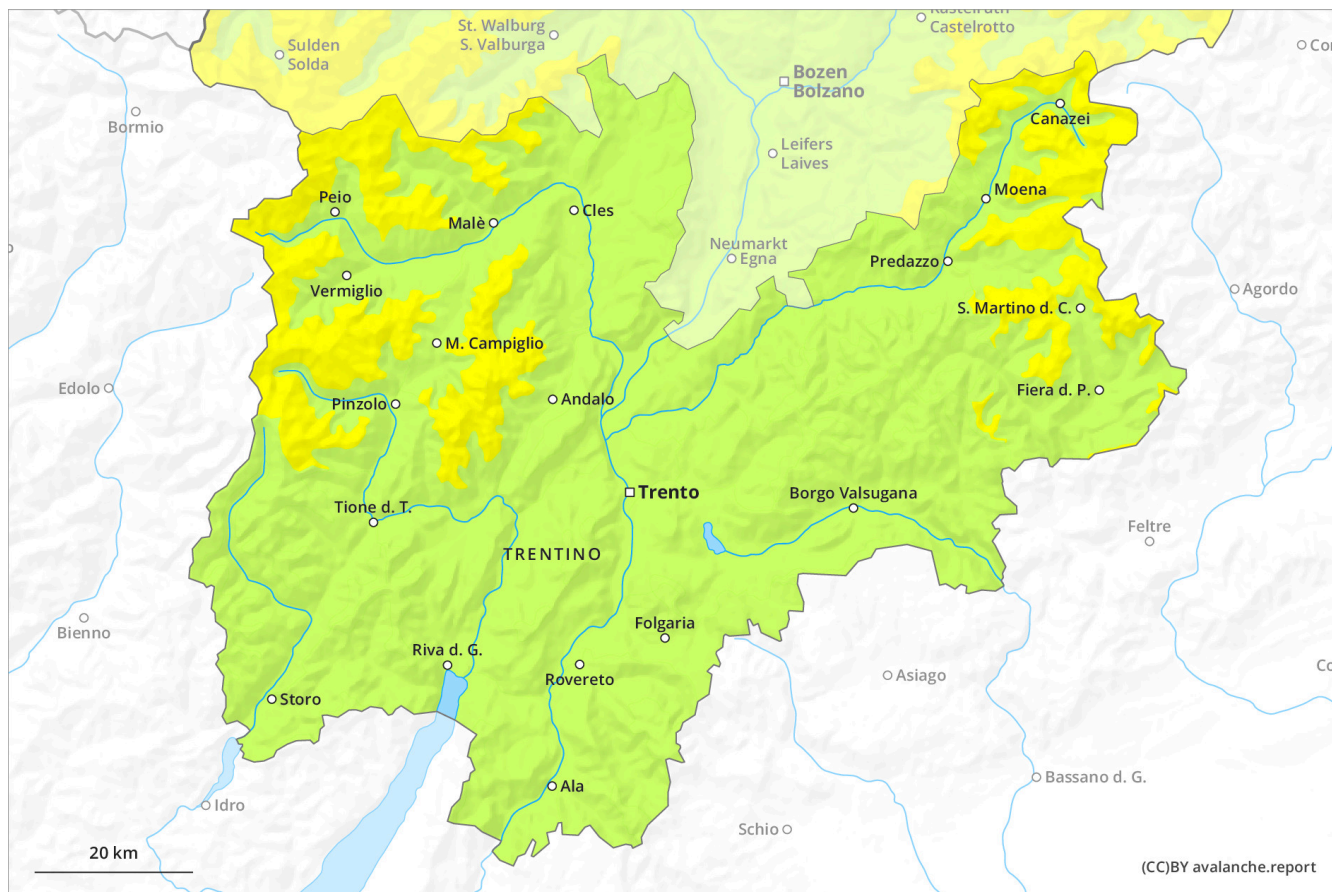 Kastelruth
Castelrotto
St. Walburg
S. Valburga
Sulden
Solda
Bozen
Bolzano
Bormio
Canazei
Leifers
Laives
Peio
Malè
Cles
Moena
Neumarkt
Egna
Predazzo
Vermiglio
Agordo
S. Martino d. C.
M. Campiglio
Edolo
Pinzolo
Andalo
Fiera d. P.
Trento
Borgo Valsugana
Tione d. T.
Feltre
TRENTINO
Bienno
Folgaria
Riva d. G.
Rovereto
Asiago
Storo
Ala
Bassano d. G.
Idro
Schio
20 km
(CC)BY avalanche.report